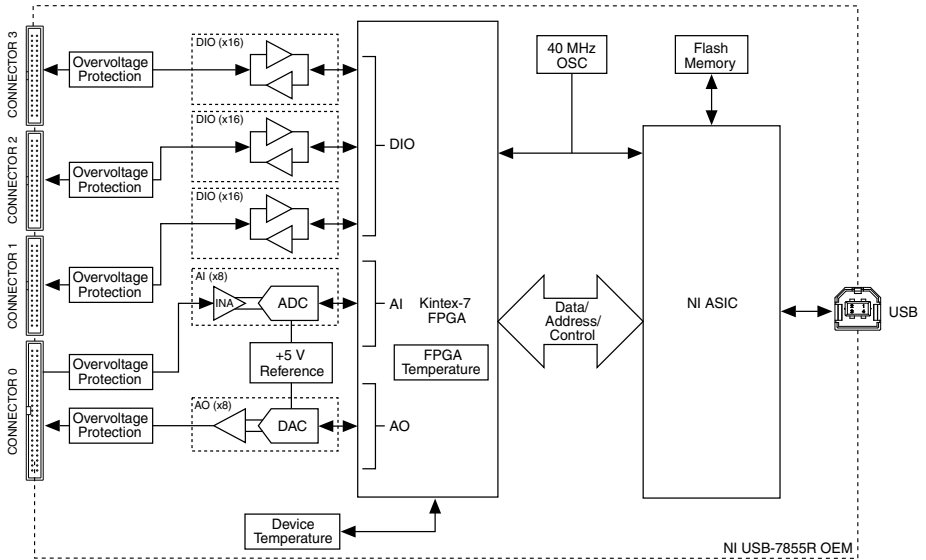 CONNECTOR 3
Overvoltage
Protection
DIO (x16)
40 MHz
OSC
Flash
Memory
CONNECTOR 2
Overvoltage
Protection
DIO (x16)
DIO
CONNECTOR 1
Overvoltage
Protection
DIO (x16)
AI (x8)
INA
ADC
AI
Kintex-7
FPGA
Data/
Address/
Control
NI ASIC
USB
CONNECTOR 0
Overvoltage
Protection
+5 V
Reference
FPGA
Temperature
Overvoltage
Protection
AO (x8)
DAC
AO
Device
Temperature
NI USB-7855R OEM